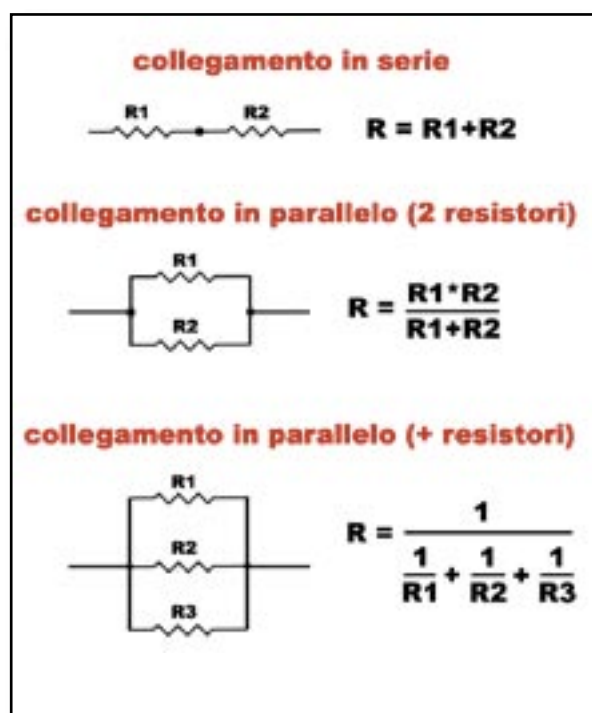 collegamento in serie
R1 R2
R = R1+R2
collegamento in parallelo (2 resistori)
R1
R2
R = R1*R2
R1+R2
collegamento in parallelo (+ resistori)
R1
R2
R3
R = 1
1 + 1 + 1
R1 R2 R3